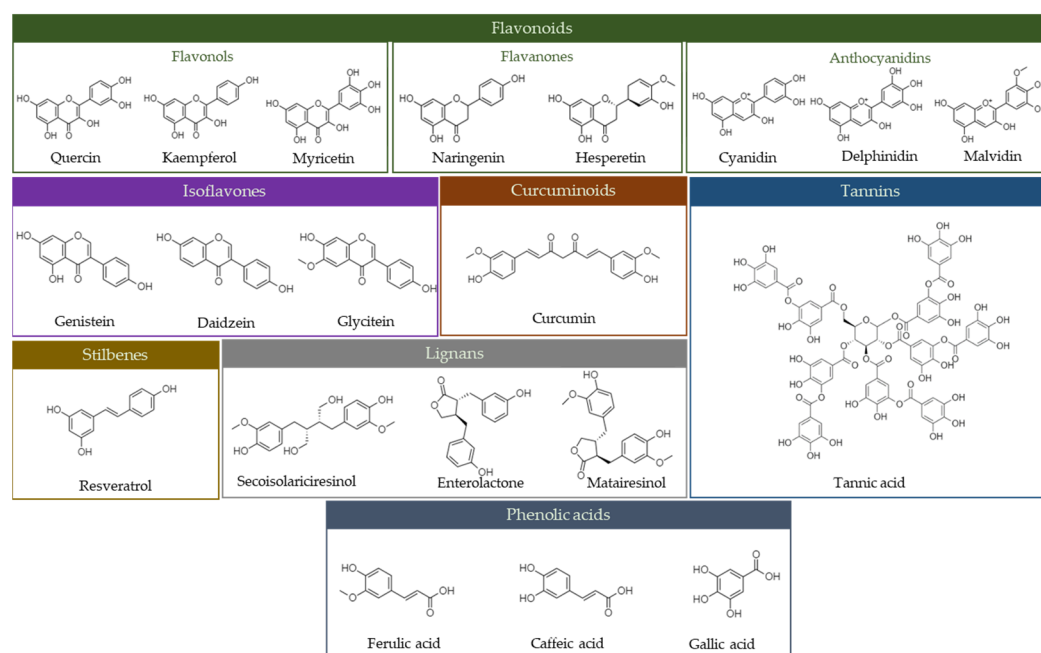 Flavonoids
Flavonols
Flavanones
Anthocyanidins
Quercin
Kaempferol
Myricetin
Naringenin
Hesperetin
Cyanidin
Delphinidin
Malvidin
Isoflavones
Curcuminoids
Tannins
Genistein
Daidzein
Glycitein
Curcumin
Stilbenes
Lignans
Resveratrol
Secoisolariciresinol
Enterolactone
Matairesinol
Tannic acid
Phenolic acids
Ferulic acid
Caffeic acid
Gallic acid